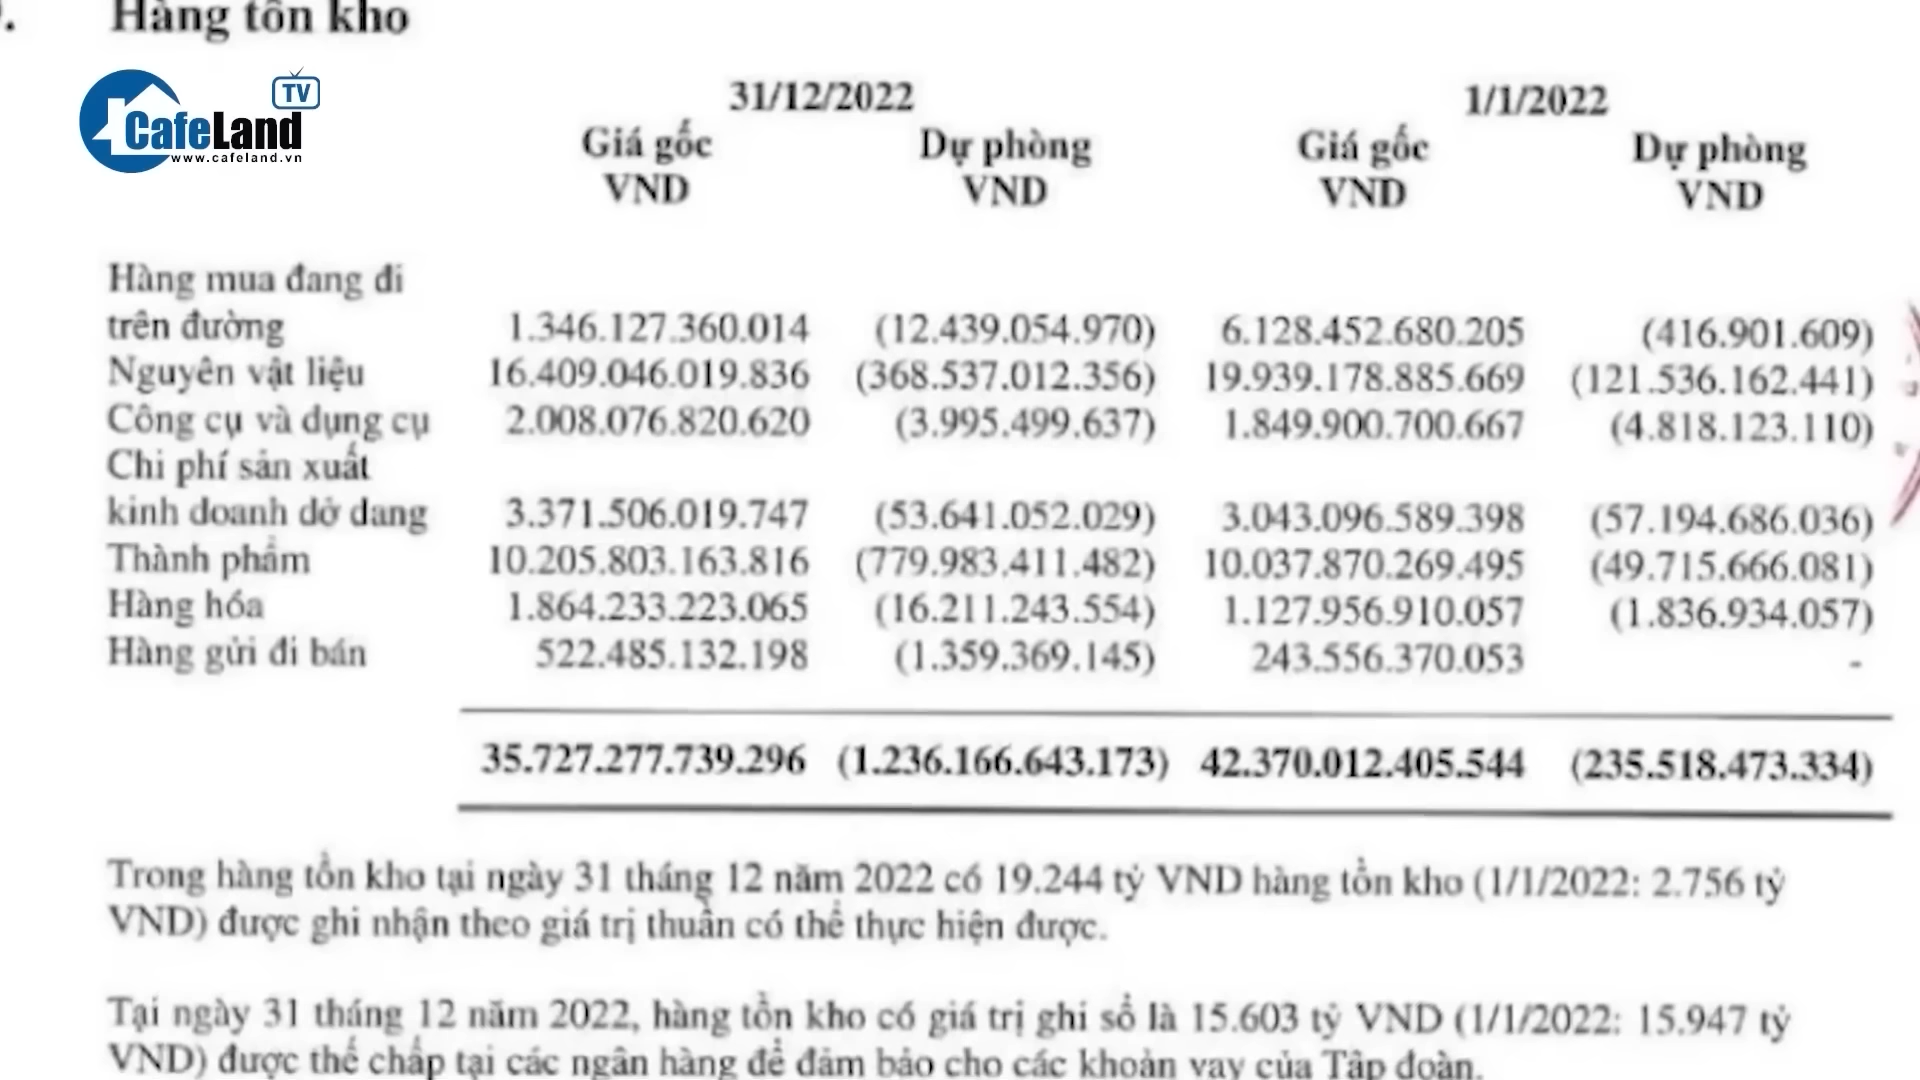 Hàng tồn kho
TV
CafeLand
www.cafeland.vn
31/12/2022 1/1/2022
Giá gốc Dự phòng Giá gốc Dự phòng
VND VND VND VND
Hàng mua đang đi
trên đường 1.346.127.360.014 (12.439.054.970) 6.128.452.680.205 (416.901.609)
Nguyên vật liệu 16.409.046.019.836 (368.537.012.356) 19.939.178.885.669 (121.536.162.441)
Công cụ và dụng cụ 2.008.076.820.620 (3.995.499.637) 1.849.900.700.667 (4.818.123.110)
Chi phí sản xuất
kinh doanh dở dang 3.371.506.019.747 (53.641.052.029) 3.043.096.589.398 (57.194.686.036)
Thành phẩm 10.205.803.163.816 (779.983.411.482) 10.037.870.269.495 (49.715.666.081)
Hàng hóa 1.864.233.223.065 (16.211.243.554) 1.127.956.910.057 (1.836.934.057)
Hàng gửi đi bán 522.485.132.198 (1.359.369.145) 243.556.370.053 -
35.727.277.739.296 (1.236.166.643.173) 42.370.012.405.544 (235.518.473.334)
Trong hàng tồn kho tại ngày 31 tháng 12 năm 2022 có 19.244 tỷ VND hàng tồn kho (1/1/2022: 2.756 tỷ
VND) được ghi nhận theo giá trị thuần có thể thực hiện được.
Tại ngày 31 tháng 12 năm 2022, hàng tồn kho có giá trị ghi sổ là 15.603 tỷ VND (1/1/2022: 15.947 tỷ
VND) được thế chấp tại các ngân hàng để đảm bảo cho các khoản vay của Tập đoàn.